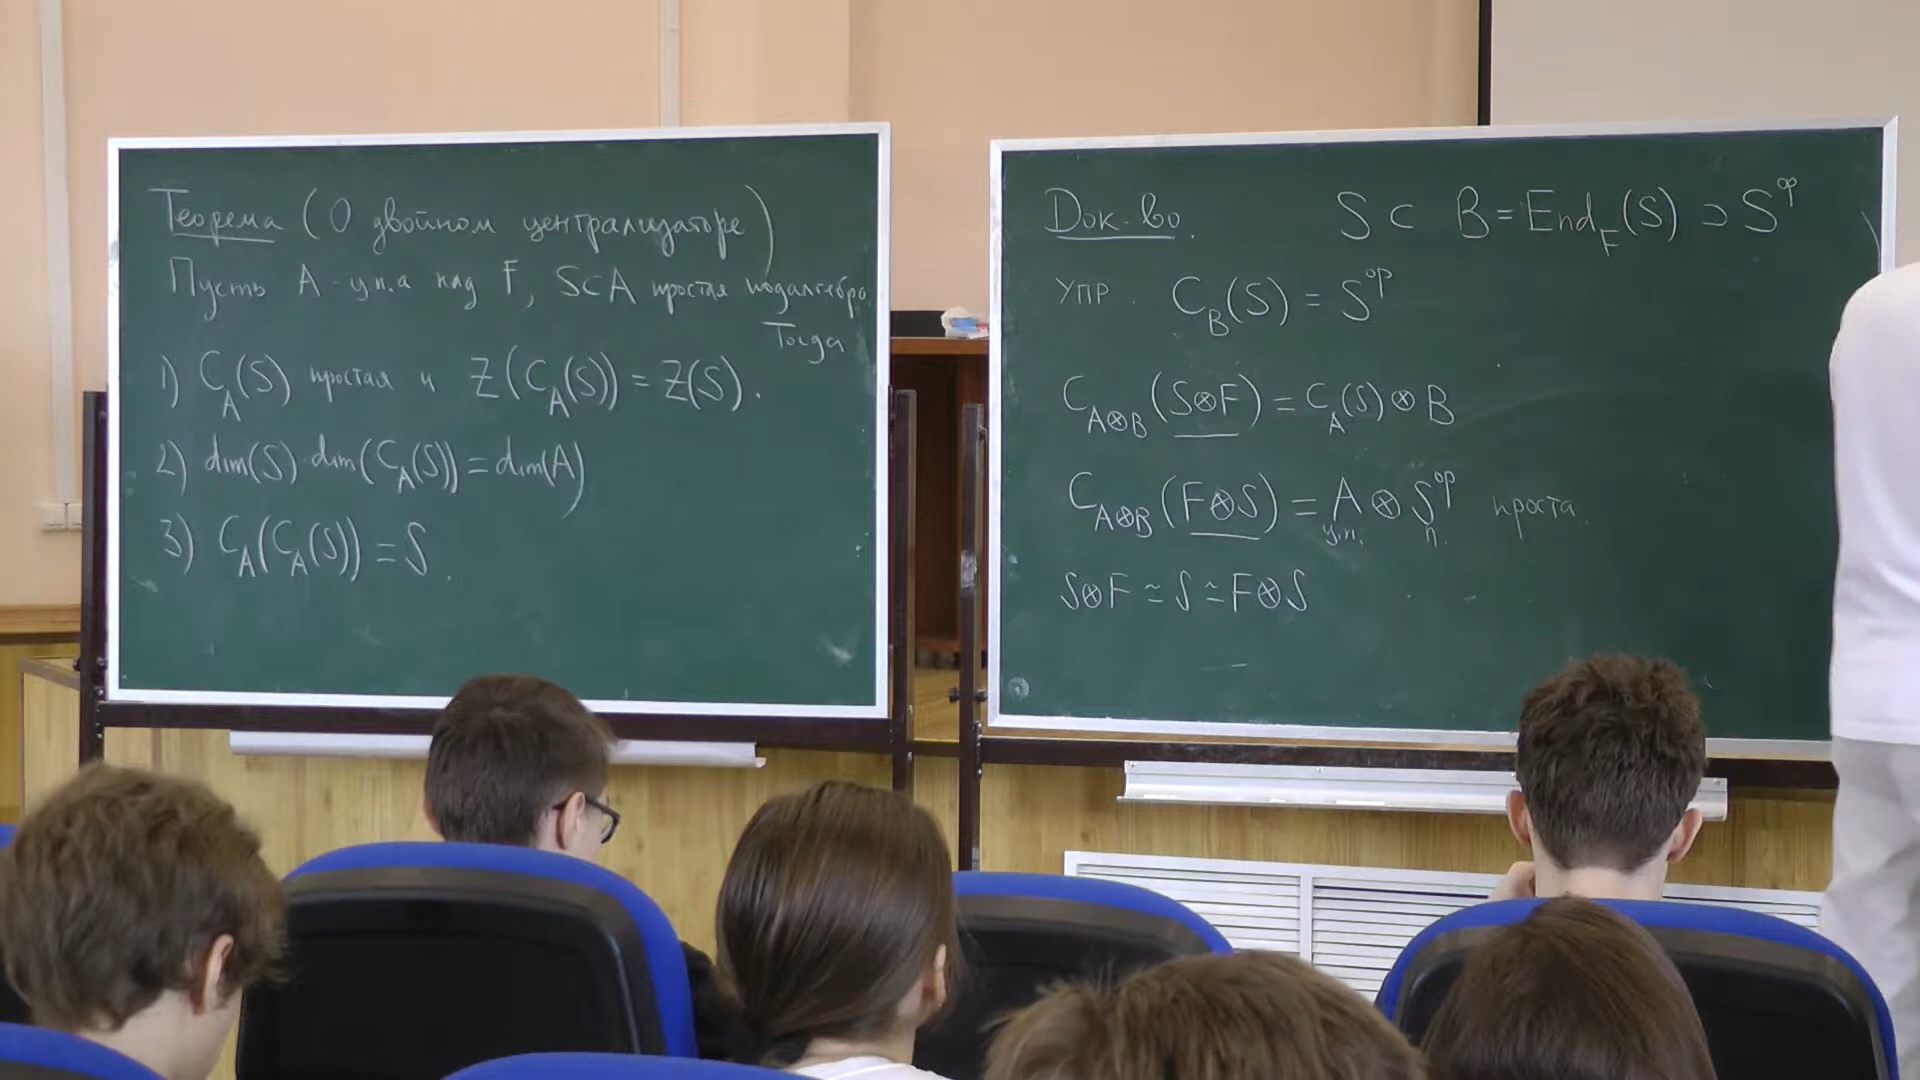 Теорема (О двойном централизаторе)
Пусть A - ц.п.а над F, S⊂A простая подалгебра
Тогда
1) C_A(S) простая и Z(C_A(S)) = Z(S).
2) dim(S)·dim(C_A(S)) = dim(A)
3) C_A(C_A(S)) = S.
Док-во. S ⊂ B = End_F(S) ⊃ S^op
УПР. C_B(S) = S^op
C_{A⊗B}(S⊗F) = C_A(S) ⊗ B
C_{A⊗B}(F⊗S) = A ⊗ S^op проста.
ц.п. п.
S⊗F ≃ S ≃ F⊗S